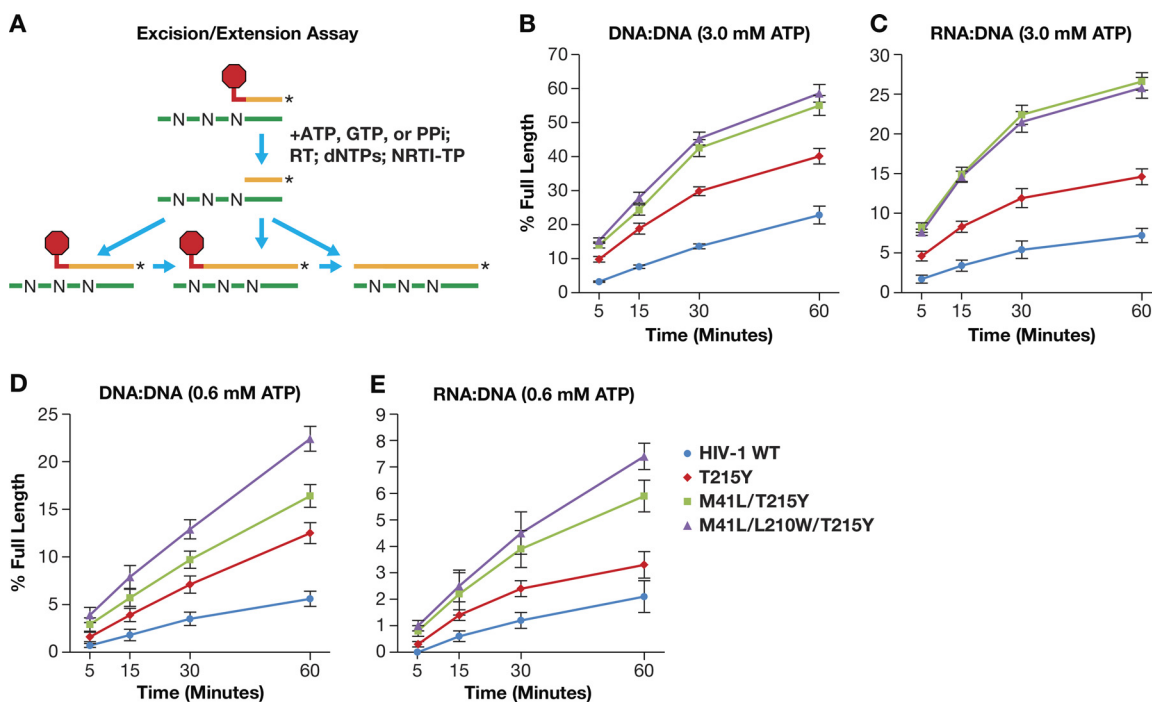 A
Excision/Extension Assay
*
N N N
+ATP, GTP, or PPi;
RT; dNTPs; NRTI-TP
*
N N N
* * *
N N N N N N N N N
B
DNA:DNA (3.0 mM ATP)
% Full Length
70
60
50
40
30
20
10
0
5 15 30 60
Time (Minutes)
C
RNA:DNA (3.0 mM ATP)
30
25
20
15
10
5
0
5 15 30 60
Time (Minutes)
D
DNA:DNA (0.6 mM ATP)
% Full Length
25
20
15
10
5
0
5 15 30 60
Time (Minutes)
E
RNA:DNA (0.6 mM ATP)
9
8
7
6
5
4
3
2
1
0
5 15 30 60
Time (Minutes)
HIV-1 WT
T215Y
M41L/T215Y
M41L/L210W/T215Y